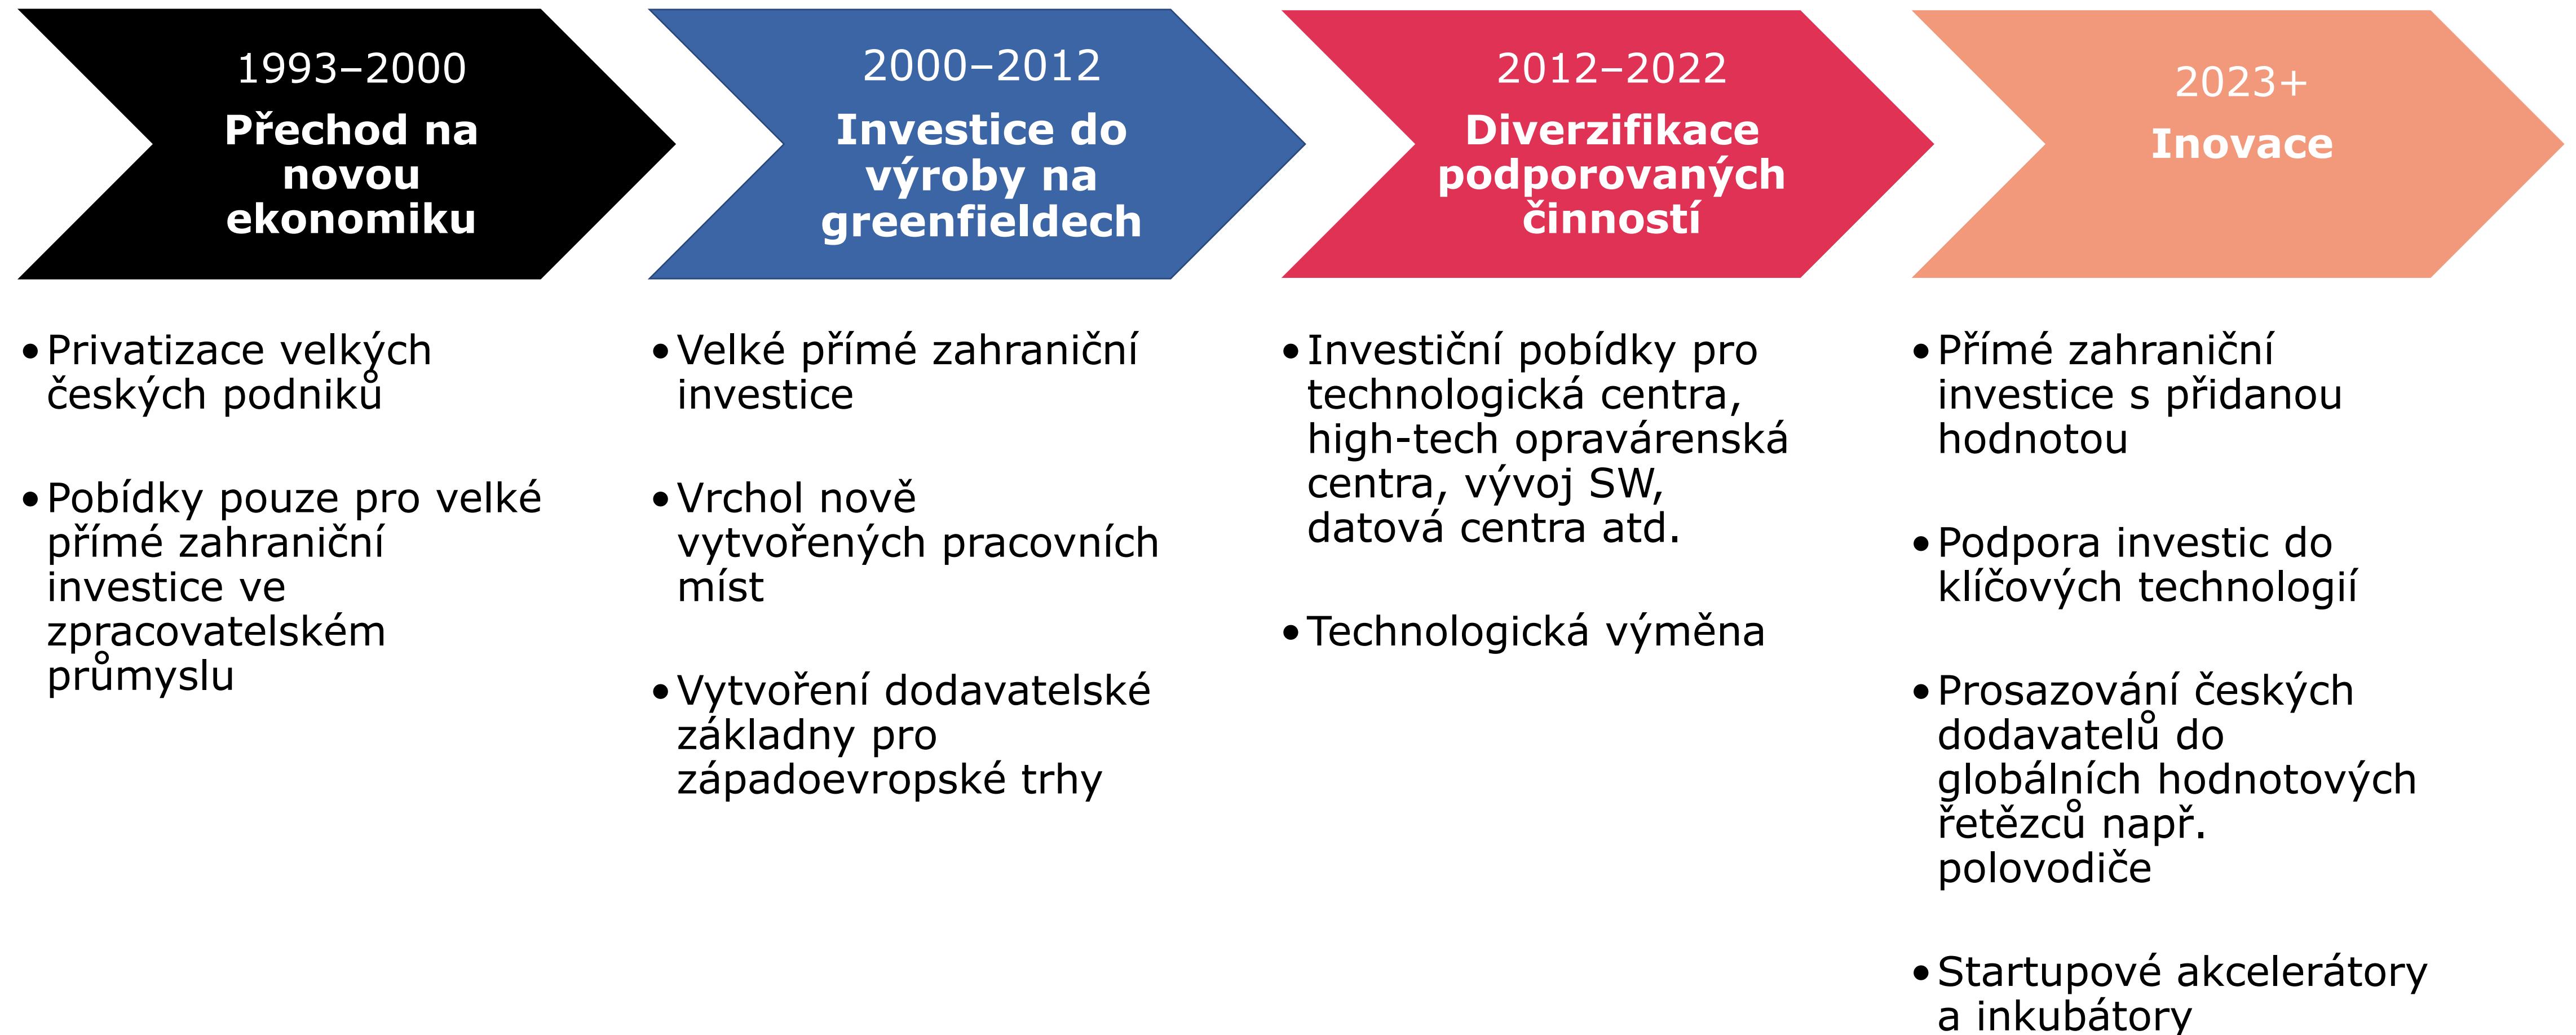 1993–2000
Přechod na
novou
ekonomiku
• Privatizace velkých
českých podniků
• Pobídky pouze pro velké
přímé zahraniční
investice ve
zpracovatelském
průmyslu
2000–2012
Investice do
výroby na
greenfieldech
• Velké přímé zahraniční
investice
• Vrchol nově
vytvořených pracovních
míst
• Vytvoření dodavatelské
základny pro
západoevropské trhy
2012–2022
Diverzifikace
podporovaných
činností
• Investiční pobídky pro
technologická centra,
high-tech opravárenská
centra, vývoj SW,
datová centra atd.
• Technologická výměna
2023+
Inovace
• Přímé zahraniční
investice s přidanou
hodnotou
• Podpora investic do
klíčových technologií
• Prosazování českých
dodavatelů do
globálních hodnotových
řetězců např.
polovodiče
• Startupové akcelerátory
a inkubátory